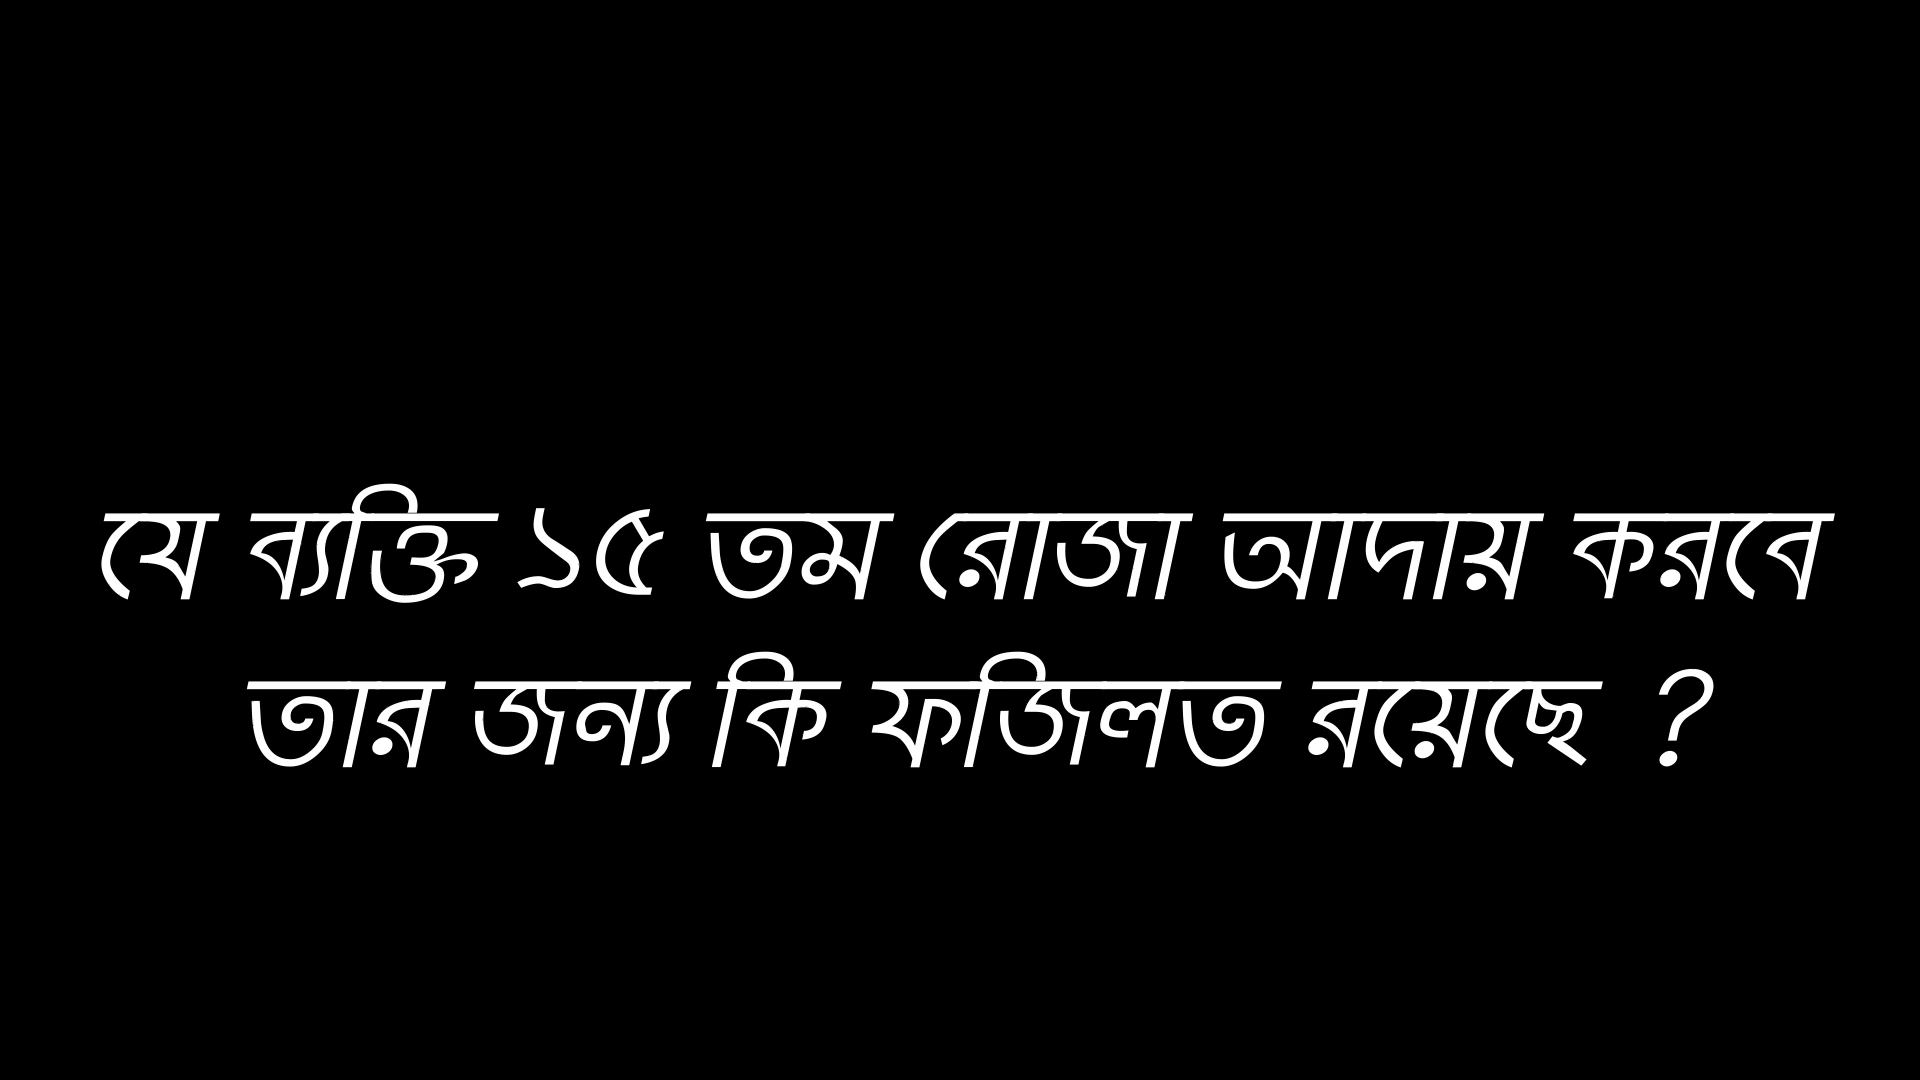 যে ব্যক্তি ১৫ তম রোজা আদায় করবে
তার জন্য কি ফজিলত রয়েছে ?